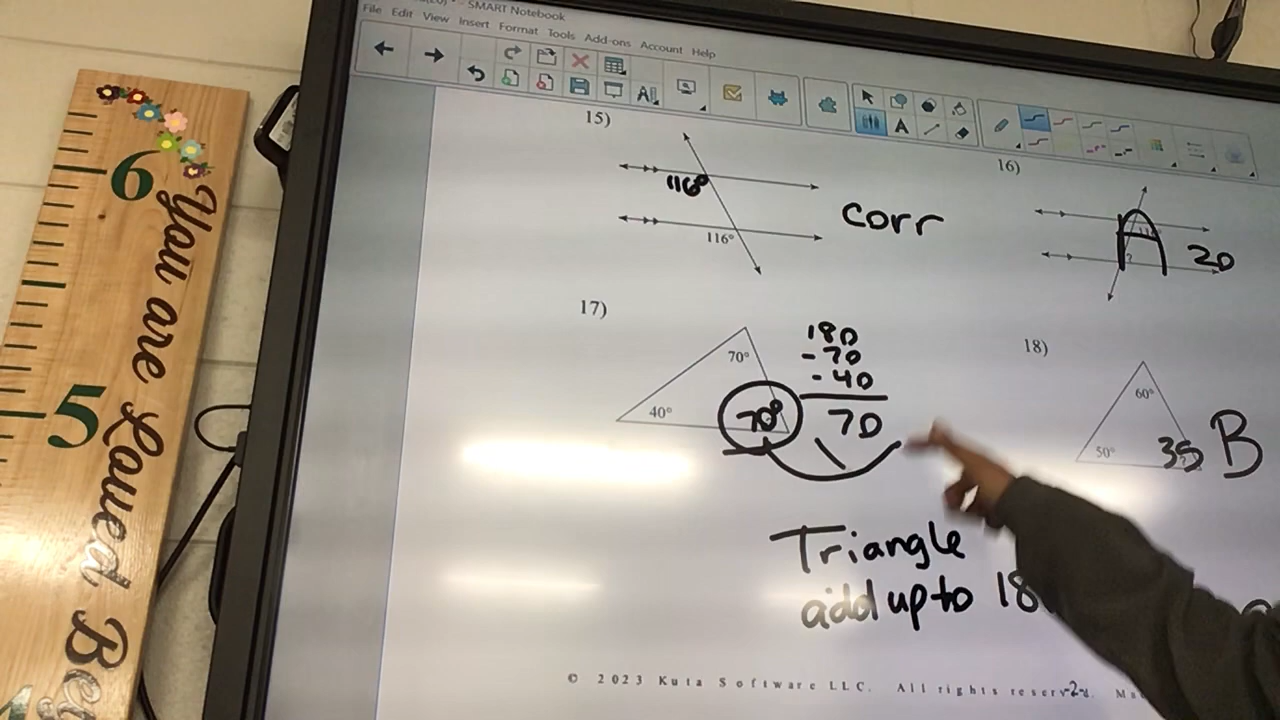 SMART Notebook
File Edit View Insert Format Tools Add-ons Account Help
15)
116°
116°
corr
16)
A
?
20
17)
70°
40°
70°
180
-70
-40
70
18)
60°
50°
35
B
Triangle
add up to
© 2023 Kuta Software LLC. All rights
-2-
6
5
You are Loved